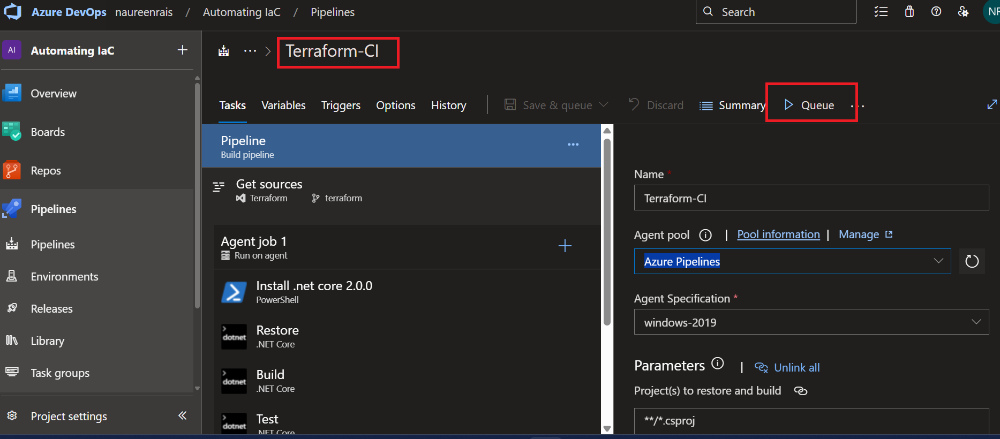 Azure DevOps naureenrais / Automating IaC / Pipelines
Search
NR
AI Automating IaC
Overview
Boards
Repos
Pipelines
Pipelines
Environments
Releases
Library
Task groups
Project settings
Terraform-CI
Tasks Variables Triggers Options History Save & queue Discard Summary Queue
Pipeline
Build pipeline
Get sources
Terraform terraform
Agent job 1
Run on agent
Install .net core 2.0.0
PowerShell
>
dotnet
Restore
.NET Core
>
dotnet
Build
.NET Core
>
dotnet
Test
.NET Core
Name *
Terraform-CI
Agent pool | Pool information | Manage
Azure Pipelines
Agent Specification *
windows-2019
Parameters | Unlink all
Project(s) to restore and build
**/*.csproj